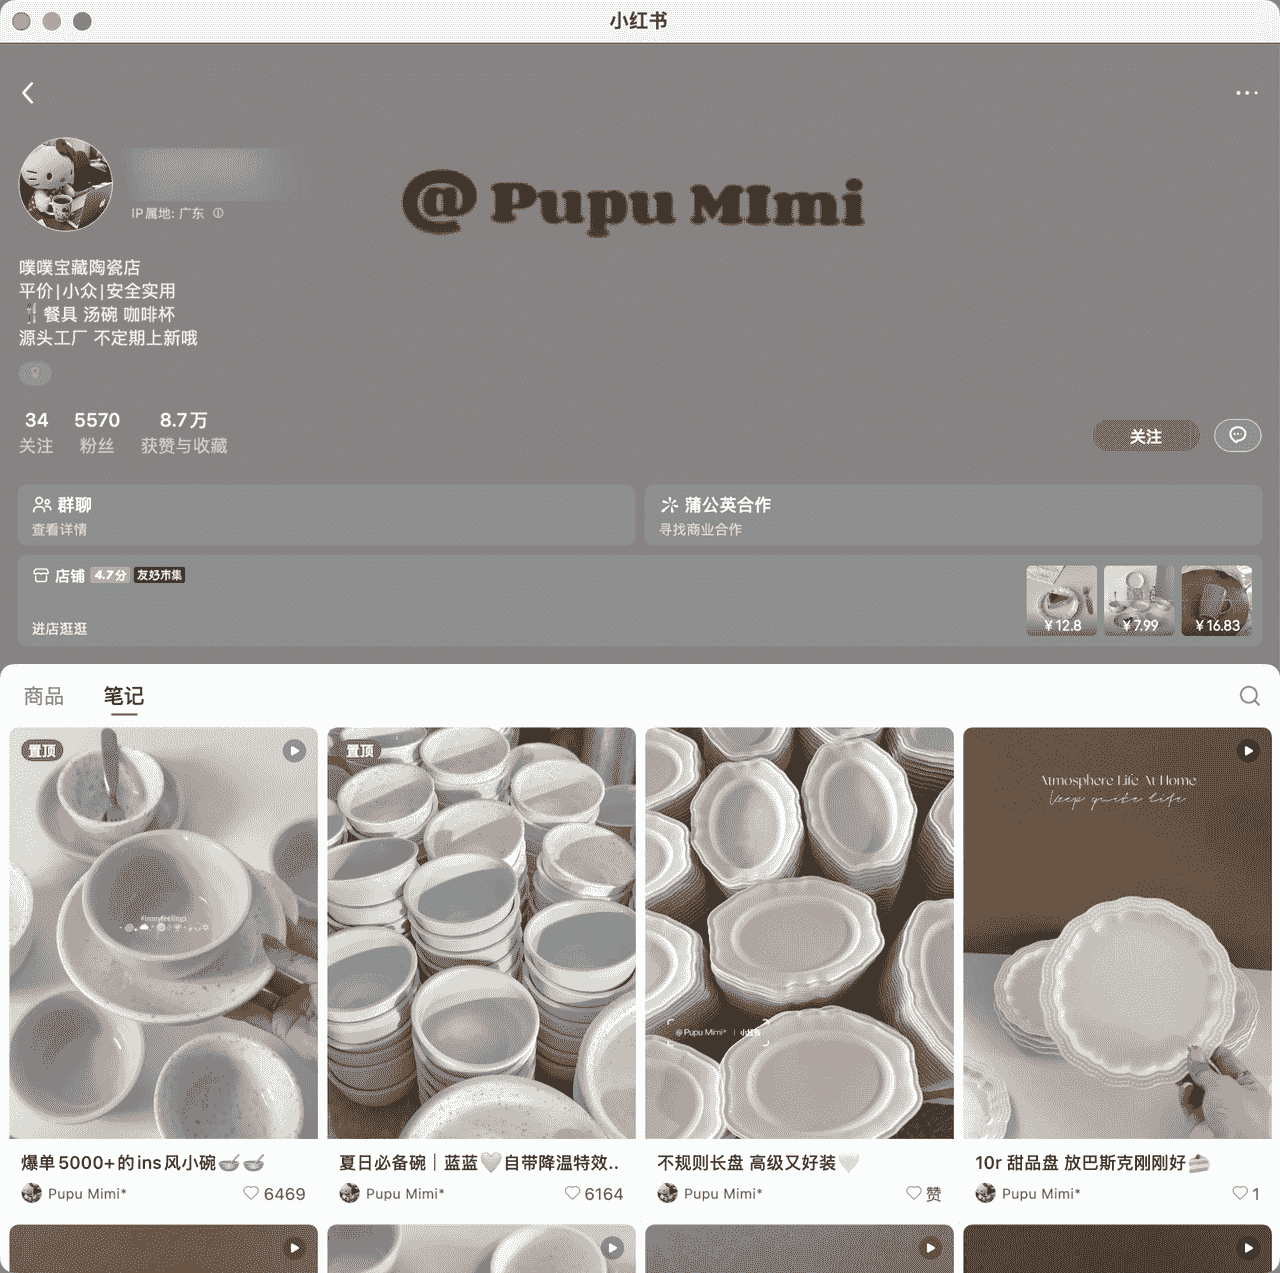 小红书
@ Pupu MImi
IP属地: 广东
噗噗宝藏陶瓷店
平价|小众|安全实用
餐具 汤碗 咖啡杯
源头工厂 不定期上新哦
34 关注
5570 粉丝
8.7万 获赞与收藏
关注
群聊
查看详情
蒲公英合作
寻找商业合作
店铺 4.7分 友好市集
进店逛逛
¥12.8
¥7.99
¥16.83
商品 笔记
置顶
#inmyfeelings
爆单5000+的ins风小碗
Pupu Mimi* 6469
置顶
夏日必备碗｜蓝蓝🤍自带降温特效..
Pupu Mimi* 6164
@Pupu Mimi* | 小红书
不规则长盘 高级又好装🤍
Pupu Mimi* 赞
Atmosphere Life At Home
Keep quite life
10r 甜品盘 放巴斯克刚刚好🍰
Pupu Mimi* 1